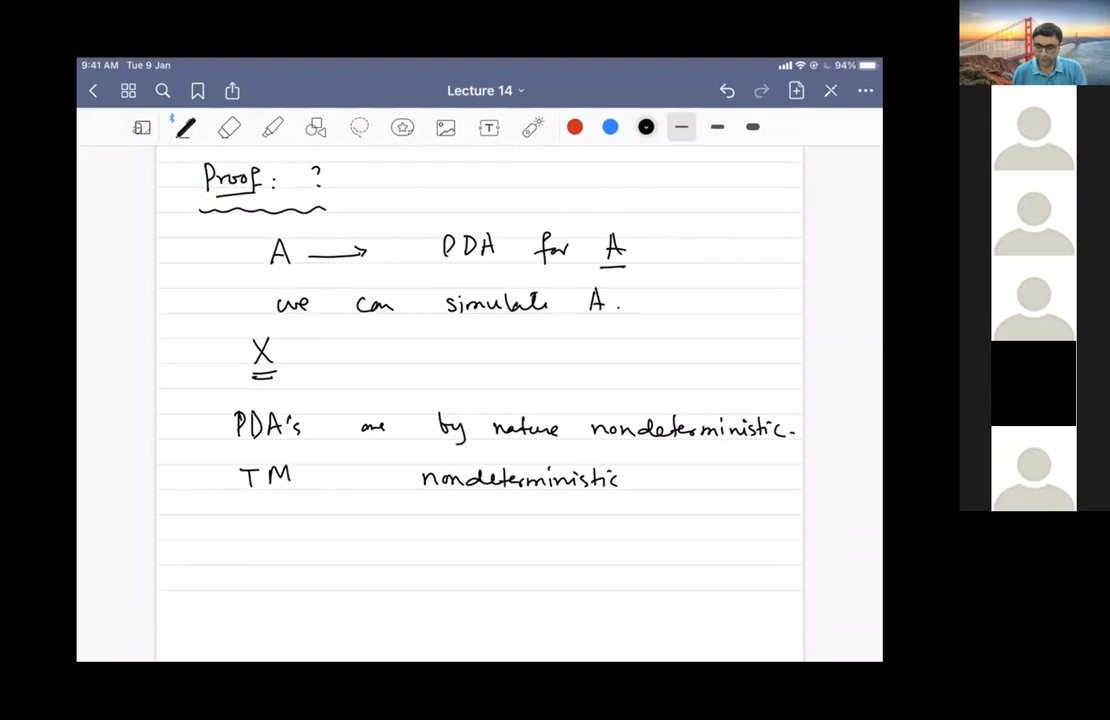 9:41 AM Tue 9 Jan 94%
Lecture 14
Proof: ?
A → PDA for A
we can simulate A.
X
PDA's are by nature nondeterministic.
TM nondeterministic